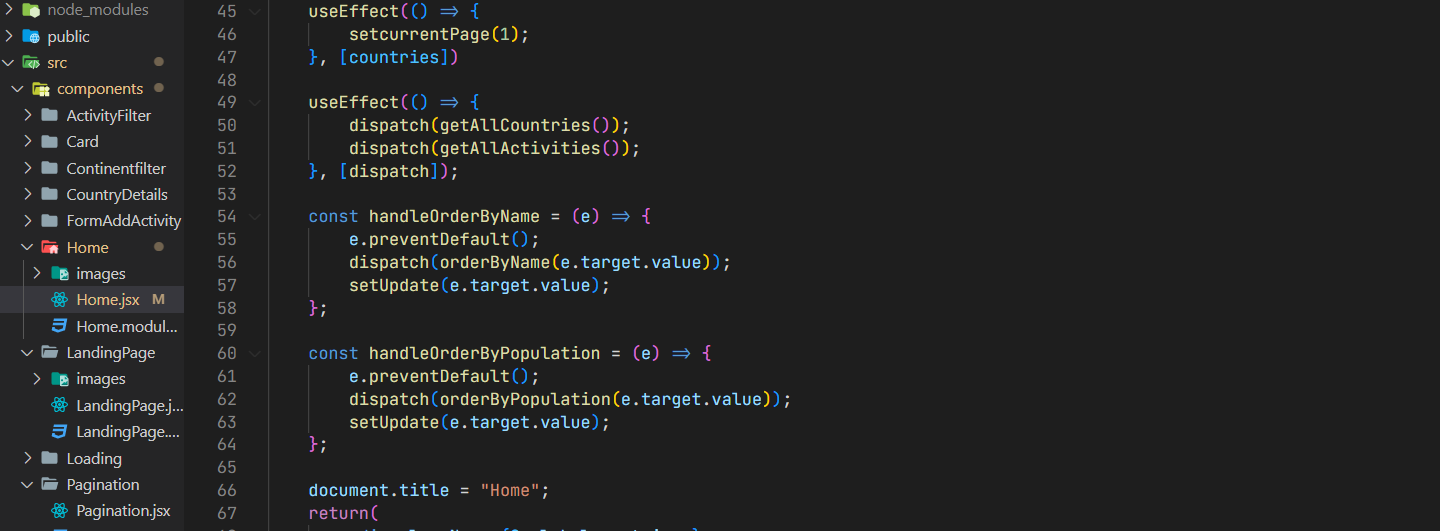 node_modules
public
src
components
ActivityFilter
Card
Continentfilter
CountryDetails
FormAddActivity
Home
images
Home.jsx M
Home.modul...
LandingPage
images
LandingPage.j...
LandingPage....
Loading
Pagination
Pagination.jsx
45 useEffect(() => {
46 setcurrentPage(1);
47 }, [countries])
48
49 useEffect(() => {
50 dispatch(getAllCountries());
51 dispatch(getAllActivities());
52 }, [dispatch]);
53
54 const handleOrderByName = (e) => {
55 e.preventDefault();
56 dispatch(orderByName(e.target.value));
57 setUpdate(e.target.value);
58 };
59
60 const handleOrderByPopulation = (e) => {
61 e.preventDefault();
62 dispatch(orderByPopulation(e.target.value));
63 setUpdate(e.target.value);
64 };
65
66 document.title = "Home";
67 return(